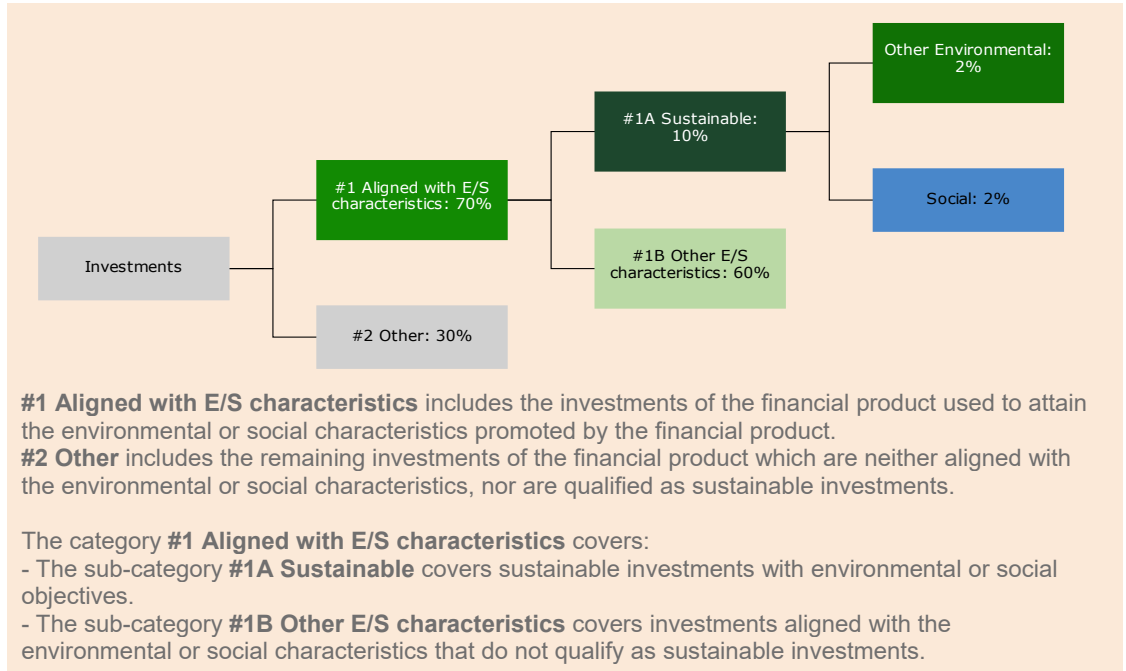 Other Environmental:
2%
#1A Sustainable:
10%
#1 Aligned with E/S
characteristics: 70%
Social: 2%
Investments
#1B Other E/S
characteristics: 60%
#2 Other: 30%
#1 Aligned with E/S characteristics includes the investments of the financial product used to attain
the environmental or social characteristics promoted by the financial product.
#2 Other includes the remaining investments of the financial product which are neither aligned with
the environmental or social characteristics, nor are qualified as sustainable investments.
The category #1 Aligned with E/S characteristics covers:
- The sub-category #1A Sustainable covers sustainable investments with environmental or social
objectives.
- The sub-category #1B Other E/S characteristics covers investments aligned with the
environmental or social characteristics that do not qualify as sustainable investments.